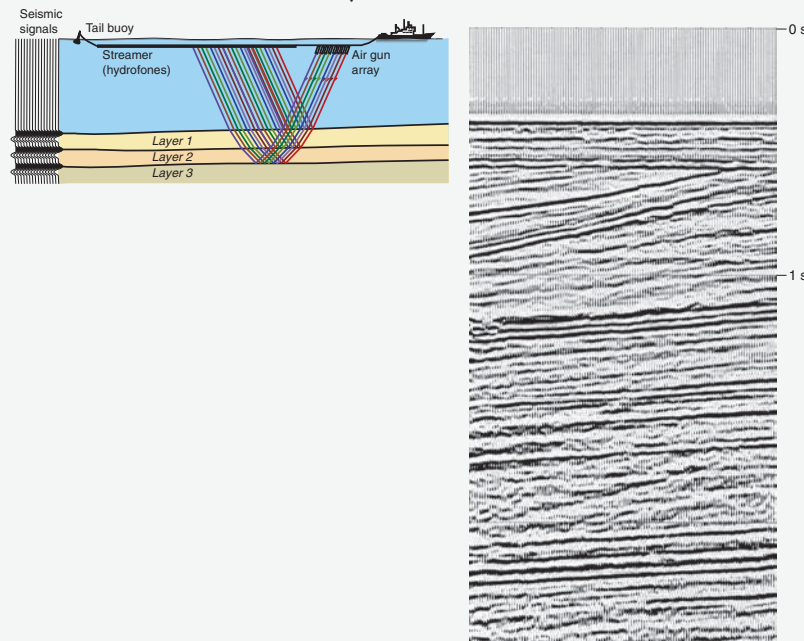 Seismic
signals
Tail buoy
Streamer
(hydrofones)
Air gun
array
Layer 1
Layer 2
Layer 3
0 s
1 s